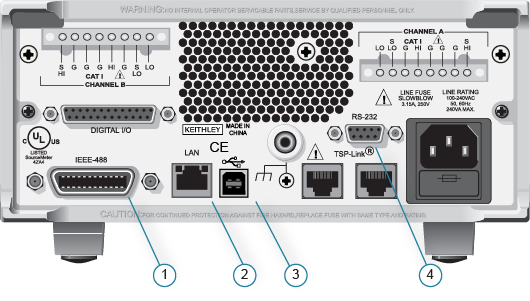 WARNING:NO INTERNAL OPERATOR SERVICABLE PARTS,SERVICE BY QUALIFIED PERSONNEL ONLY.
CHANNEL A
S S
LO LO G HI G G G HI
CAT I
S S
HI G G G HI G LO LO
CAT I
CHANNEL B
LINE FUSE
SLOWBLOW
3.15A, 250V
LINE RATING
100-240VAC
50, 60Hz
240VA MAX.
DIGITAL I/O
KEITHLEY
MADE IN
CHINA
RS-232
C UL US
LISTED
SourceMeter
4ZA4
IEEE-488
LAN
CE
TSP-Link®
CAUTION:FOR CONTINUED PROTECTION AGAINST FIRE HAZARD,REPLACE FUSE WITH SAME TYPE AND RATING.
1
2
3
4